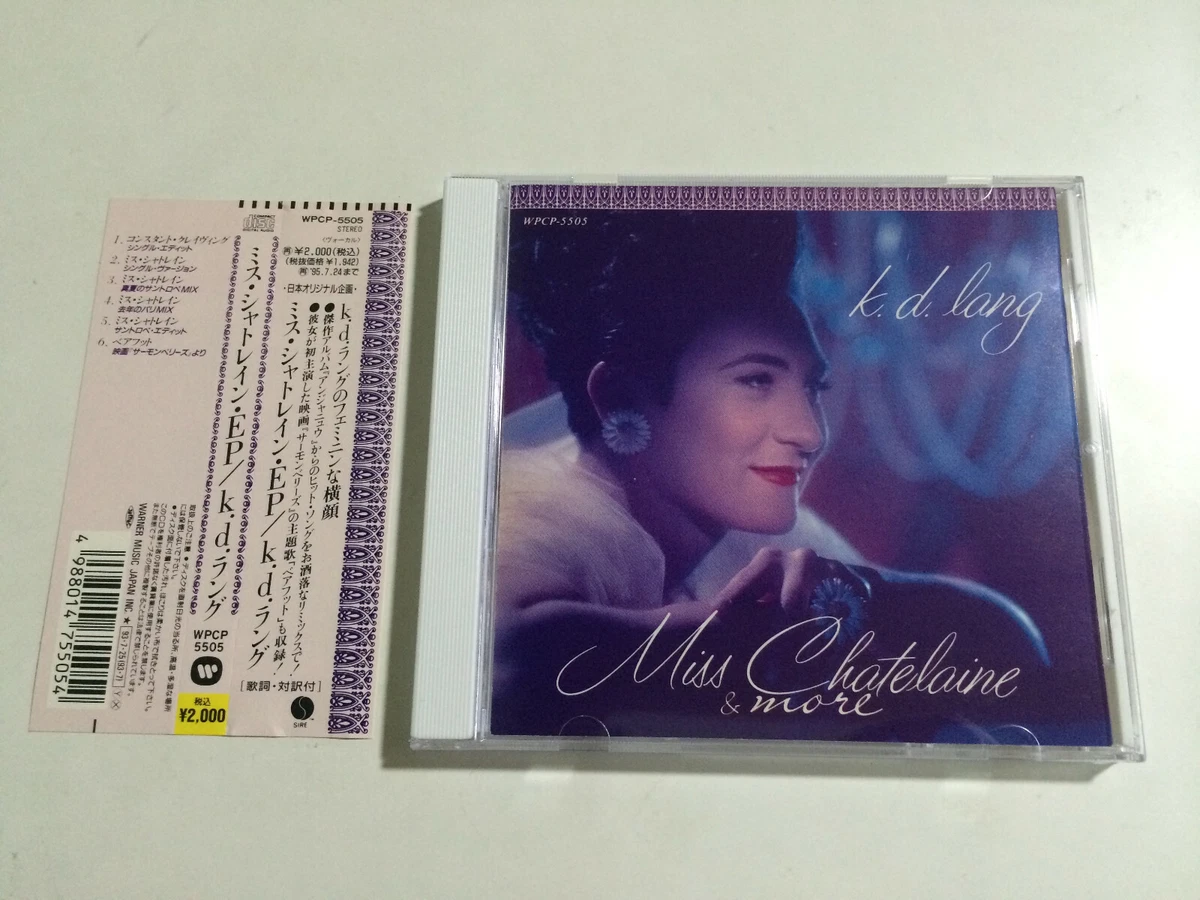 1. コンスタント・クレイヴィング
シングル・エディット
2. ミス・シャトレイン
シングル・ヴァージョン
3. ミス・シャトレイン
真夏のサントロペMIX
4. ミス・シャトレイン
去年のパリMIX
5. ミス・シャトレイン
サントロペ・エディット
6. ベアフット
映画『サーモンベリーズ』より
WARNER MUSIC JAPAN INC.
93·7·25(93·7)
4 988014 755054
disc
ミス・シャトレイン・EP/k.d.ラング
WPCP
5505
税込
¥2,000
WPCP-5505
STEREO
(ヴォーカル)
¥2,000(税込)
(税抜価格¥1,942)
'95.7.24まで
・日本オリジナル企画・
k.d.ラングのフェミニンな横顔
●傑作アルバム『アンジャニュウ』からのヒット・ソングをお洒落なリミックスで!
●彼女が初主演した映画『サーモンベリーズ』の主題歌「ベアフット」も収録!
ミス・シャトレイン・EP/k.d.ラング
[歌詞・対訳付]
SIRE
WPCP-5505
k.d. lang
Miss Chatelaine
& more